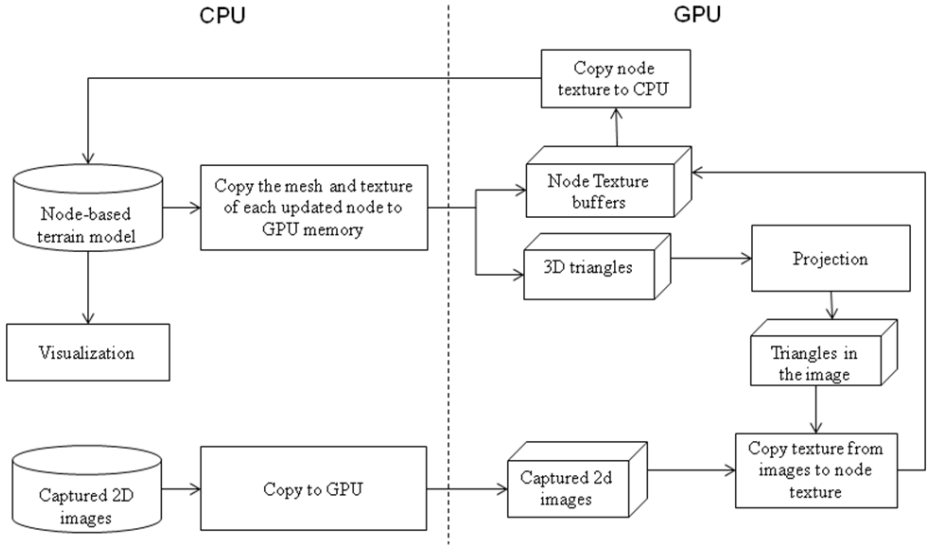 CPU
GPU
Copy node
texture to CPU
Node-based
terrain model
Copy the mesh and texture
of each updated node to
GPU memory
Node Texture
buffers
3D triangles
Projection
Visualization
Triangles in
the image
Captured 2D
images
Copy to GPU
Captured 2d
images
Copy texture from
images to node
texture